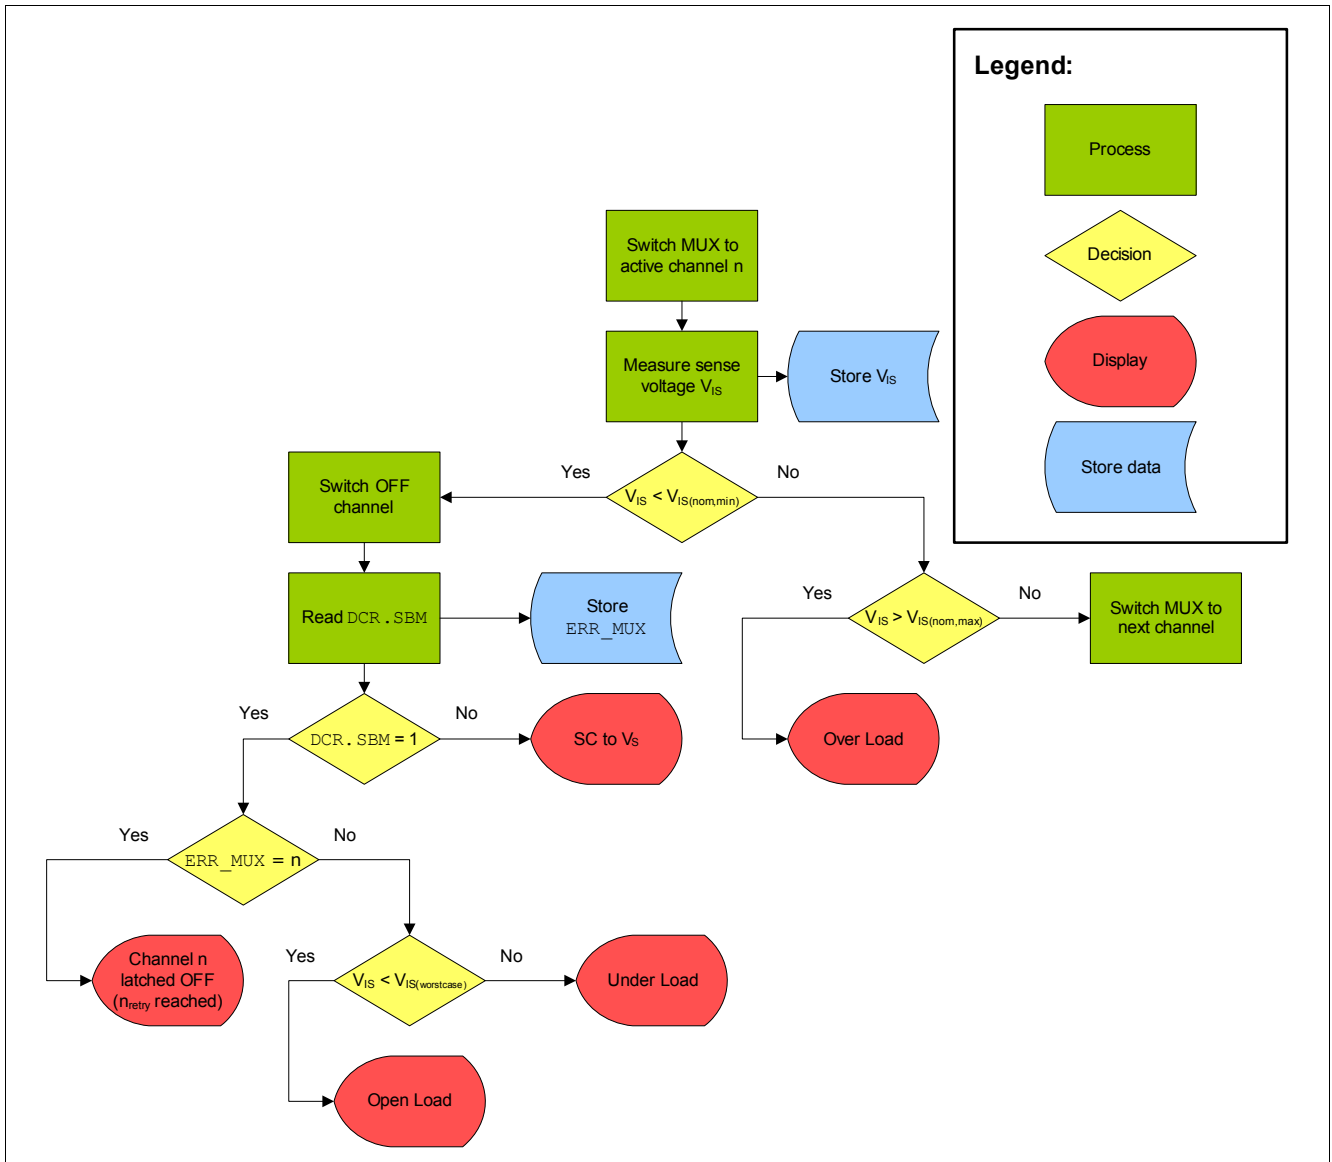 Legend:
Process
Decision
Display
Store data
Switch MUX to
active channel n
Measure sense
voltage VIS
Store VIS
Yes
No
VIS < VIS(nom,min)
Switch OFF
channel
Read DCR.SBM
Store
ERR_MUX
Yes
No
VIS > VIS(nom,max)
Switch MUX to
next channel
Yes
No
DCR.SBM = 1
SC to VS
Over Load
Yes
No
ERR_MUX = n
Channel n
latched OFF
(nretry reached)
Yes
No
VIS < VIS(worstcase)
Under Load
Open Load